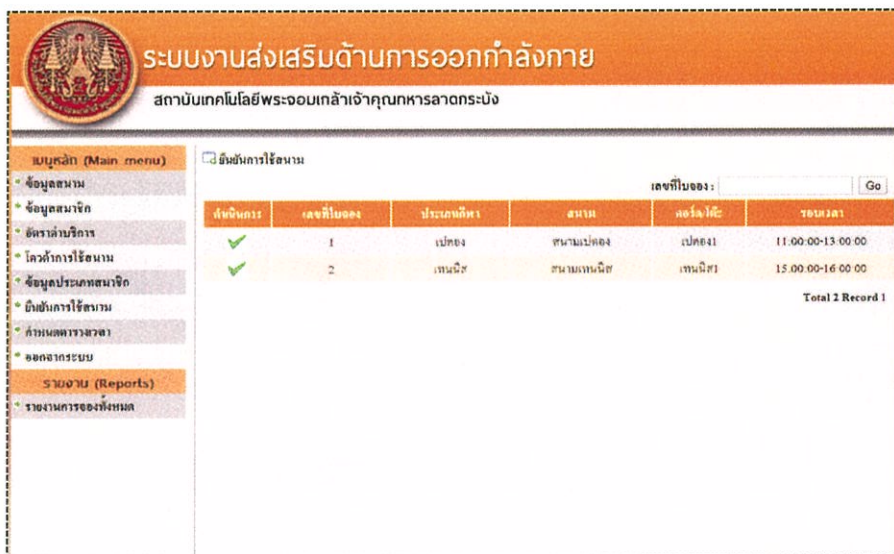 ระบบงานส่งเสริมด้านการออกกำลังกาย
สถาบันเทคโนโลยีพระจอมเกล้าเจ้าคุณทหารลาดกระบัง
เมนูหลัก (Main menu)
ข้อมูลสนาม
ข้อมูลสมาชิก
อัตราค่าบริการ
โควต้าการใช้สนาม
ข้อมูลประเภทสมาชิก
ยืนยันการใช้สนาม
กำหนดตารางเวลา
ออกจากระบบ
รายงาน (Reports)
รายงานการจองทั้งหมด
ยืนยันการใช้สนาม
เลขที่ใบจอง : Go
ดำเนินการ เลขที่ใบจอง ประเภทกีฬา สนาม คอร์ด/โต๊ะ รอบเวลา
1 เปตอง สนามเปตอง เปตอง1 11:00:00-13:00:00
2 เทนนิส สนามเทนนิส เทนนิส1 15:00:00-16:00:00
Total 2 Record 1